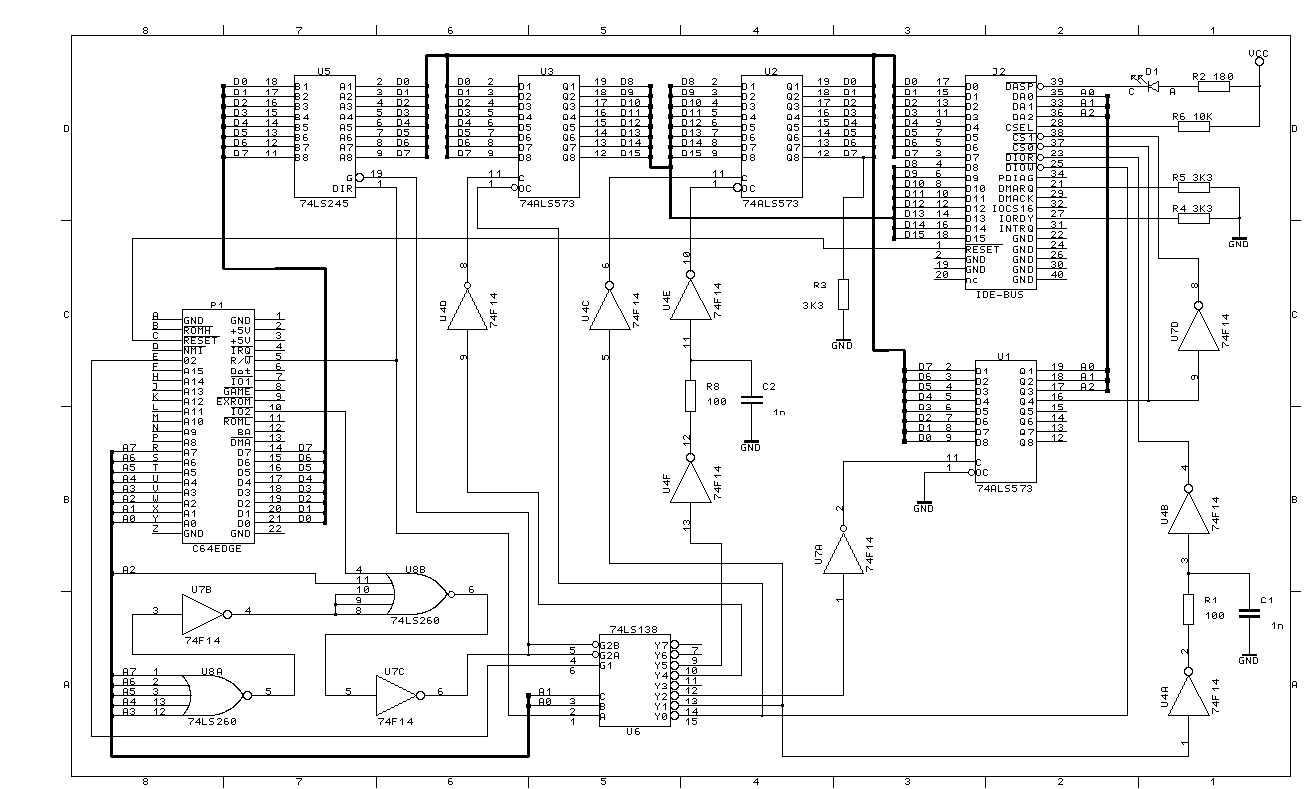 8 7 6 5 4 3 2 1
VCC
U5 U3 U2 J2 D1 R2 180
D0 18 B1 A1 2 D0
D1 17 B2 A2 3 D1
D2 16 B3 A3 4 D2
D3 15 B4 A4 5 D3
D4 14 B5 A5 6 D4
D5 13 B6 A6 7 D5
D6 12 B7 A7 8 D6
D7 11 B8 A8 9 D7
G 19
DIR 1
74LS245
D0 2 D1 Q1 19 D8
D1 3 D2 Q2 18 D9
D2 4 D3 Q3 17 D10
D3 5 D4 Q4 16 D11
D4 6 D5 Q5 15 D12
D5 7 D6 Q6 14 D13
D6 8 D7 Q7 13 D14
D7 9 D8 Q8 12 D15
11 C
1 OC
74ALS573
D8 2 D1 Q1 19 D0
D9 3 D2 Q2 18 D1
D10 4 D3 Q3 17 D2
D11 5 D4 Q4 16 D3
D12 6 D5 Q5 15 D4
D13 7 D6 Q6 14 D5
D14 8 D7 Q7 13 D6
D15 9 D8 Q8 12 D7
11 C
1 OC
74ALS573
D0 17 D0 DASP 39
D1 15 D1 DA0 35 A0
D2 13 D2 DA1 33 A1
D3 11 D3 DA2 36 A2
D4 9 D4 CSEL 28
D5 7 D5 CS1 38
D6 5 D6 CS0 37
D7 3 D7 DIOR 23
D8 4 D8 DIOW 25
D9 6 D9 PDIAG 34
D10 8 D10 DMARQ 21
D11 10 D11 DMACK 29
D12 12 D12 IOCS16 32
D13 14 D13 IORDY 27
D14 16 D14 INTRQ 31
D15 18 D15 GND 22
1 RESET GND 24
2 GND GND 26
19 GND GND 30
20 nc GND 40
IDE-BUS
C A
R6 10K
R5 3K3
R4 3K3
GND
D D
C C
B B
A A
8 U4D 74F14 9
6 U4C 74F14 5
10 U4E 74F14 11
R8 100
C2 1n
GND
12 U4F 74F14 13
R3 3K3
GND
8 U7D 74F14 9
P1
A GND GND 1
B ROMH +5V 2
C RESET +5V 3
D NMI IRQ 4
E 02 R/W 5
F A15 Dot 6
H A14 IO1 7
J A13 GAME 8
K A12 EXROM 9
L A11 IO2 10
M A10 ROML 11
N A9 BA 12
P A8 DMA 13
A7 R A7 D7 14 D7
A6 S A6 D6 15 D6
A5 T A5 D5 16 D5
A4 U A4 D4 17 D4
A3 V A3 D3 18 D3
A2 W A2 D2 19 D2
A1 X A1 D1 20 D1
A0 Y A0 D0 21 D0
Z GND GND 22
C64EDGE
U1
D7 2 D1 Q1 19 A0
D6 3 D2 Q2 18 A1
D5 4 D3 Q3 17 A2
D4 5 D4 Q4 16
D3 6 D5 Q5 15
D2 7 D6 Q6 14
D1 8 D7 Q7 13
D0 9 D8 Q8 12
11 C
1 OC
74ALS573
GND
2 U7A 74F14 1
4 U4B 74F14 3
R1 100
C1 1n
GND
2 U4A 74F14 1
A2
U8B
4
11
10
9
8
6
74LS260
U7B
3 4
74F14
U8A
A7 1
A6 2
A5 3
A4 13
A3 12
5
74LS260
U7C
5 6
74F14
74LS138
G2B Y7
5 G2A Y6 7
4 G1 Y5 9
6 Y4 10
Y3 11
A1 C Y2 12
A0 3 B Y1 13
2 A Y0 14
1 15
U6
8 7 6 5 4 3 2 1